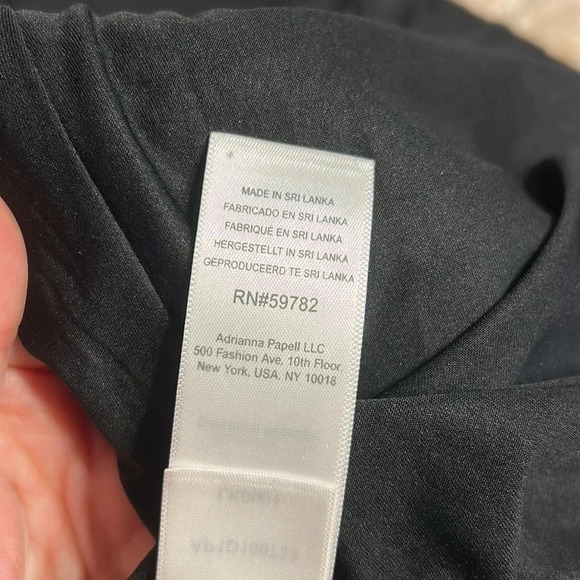 MADE IN SRI LANKA
FABRICADO EN SRI LANKA
FABRIQUÉ EN SRI LANKA
HERGESTELLT IN SRI LANKA
GEPRODUCEERD TE SRI LANKA
RN#59782
Adrianna Papell LLC
500 Fashion Ave. 10th Floor
New York. USA. NY 10018